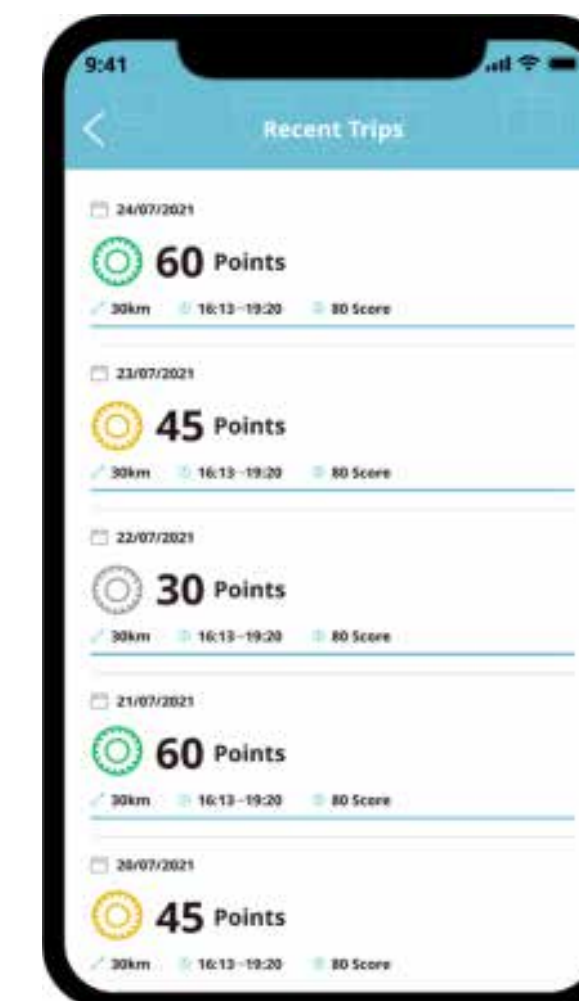 9:41
Recent Trips
24/07/2021
60 Points
30km 16:13-19:20 80 Score
23/07/2021
45 Points
30km 16:13-19:20 80 Score
22/07/2021
30 Points
30km 16:13-19:20 80 Score
21/07/2021
60 Points
30km 16:13-19:20 80 Score
20/07/2021
45 Points
30km 16:13-19:20 80 Score